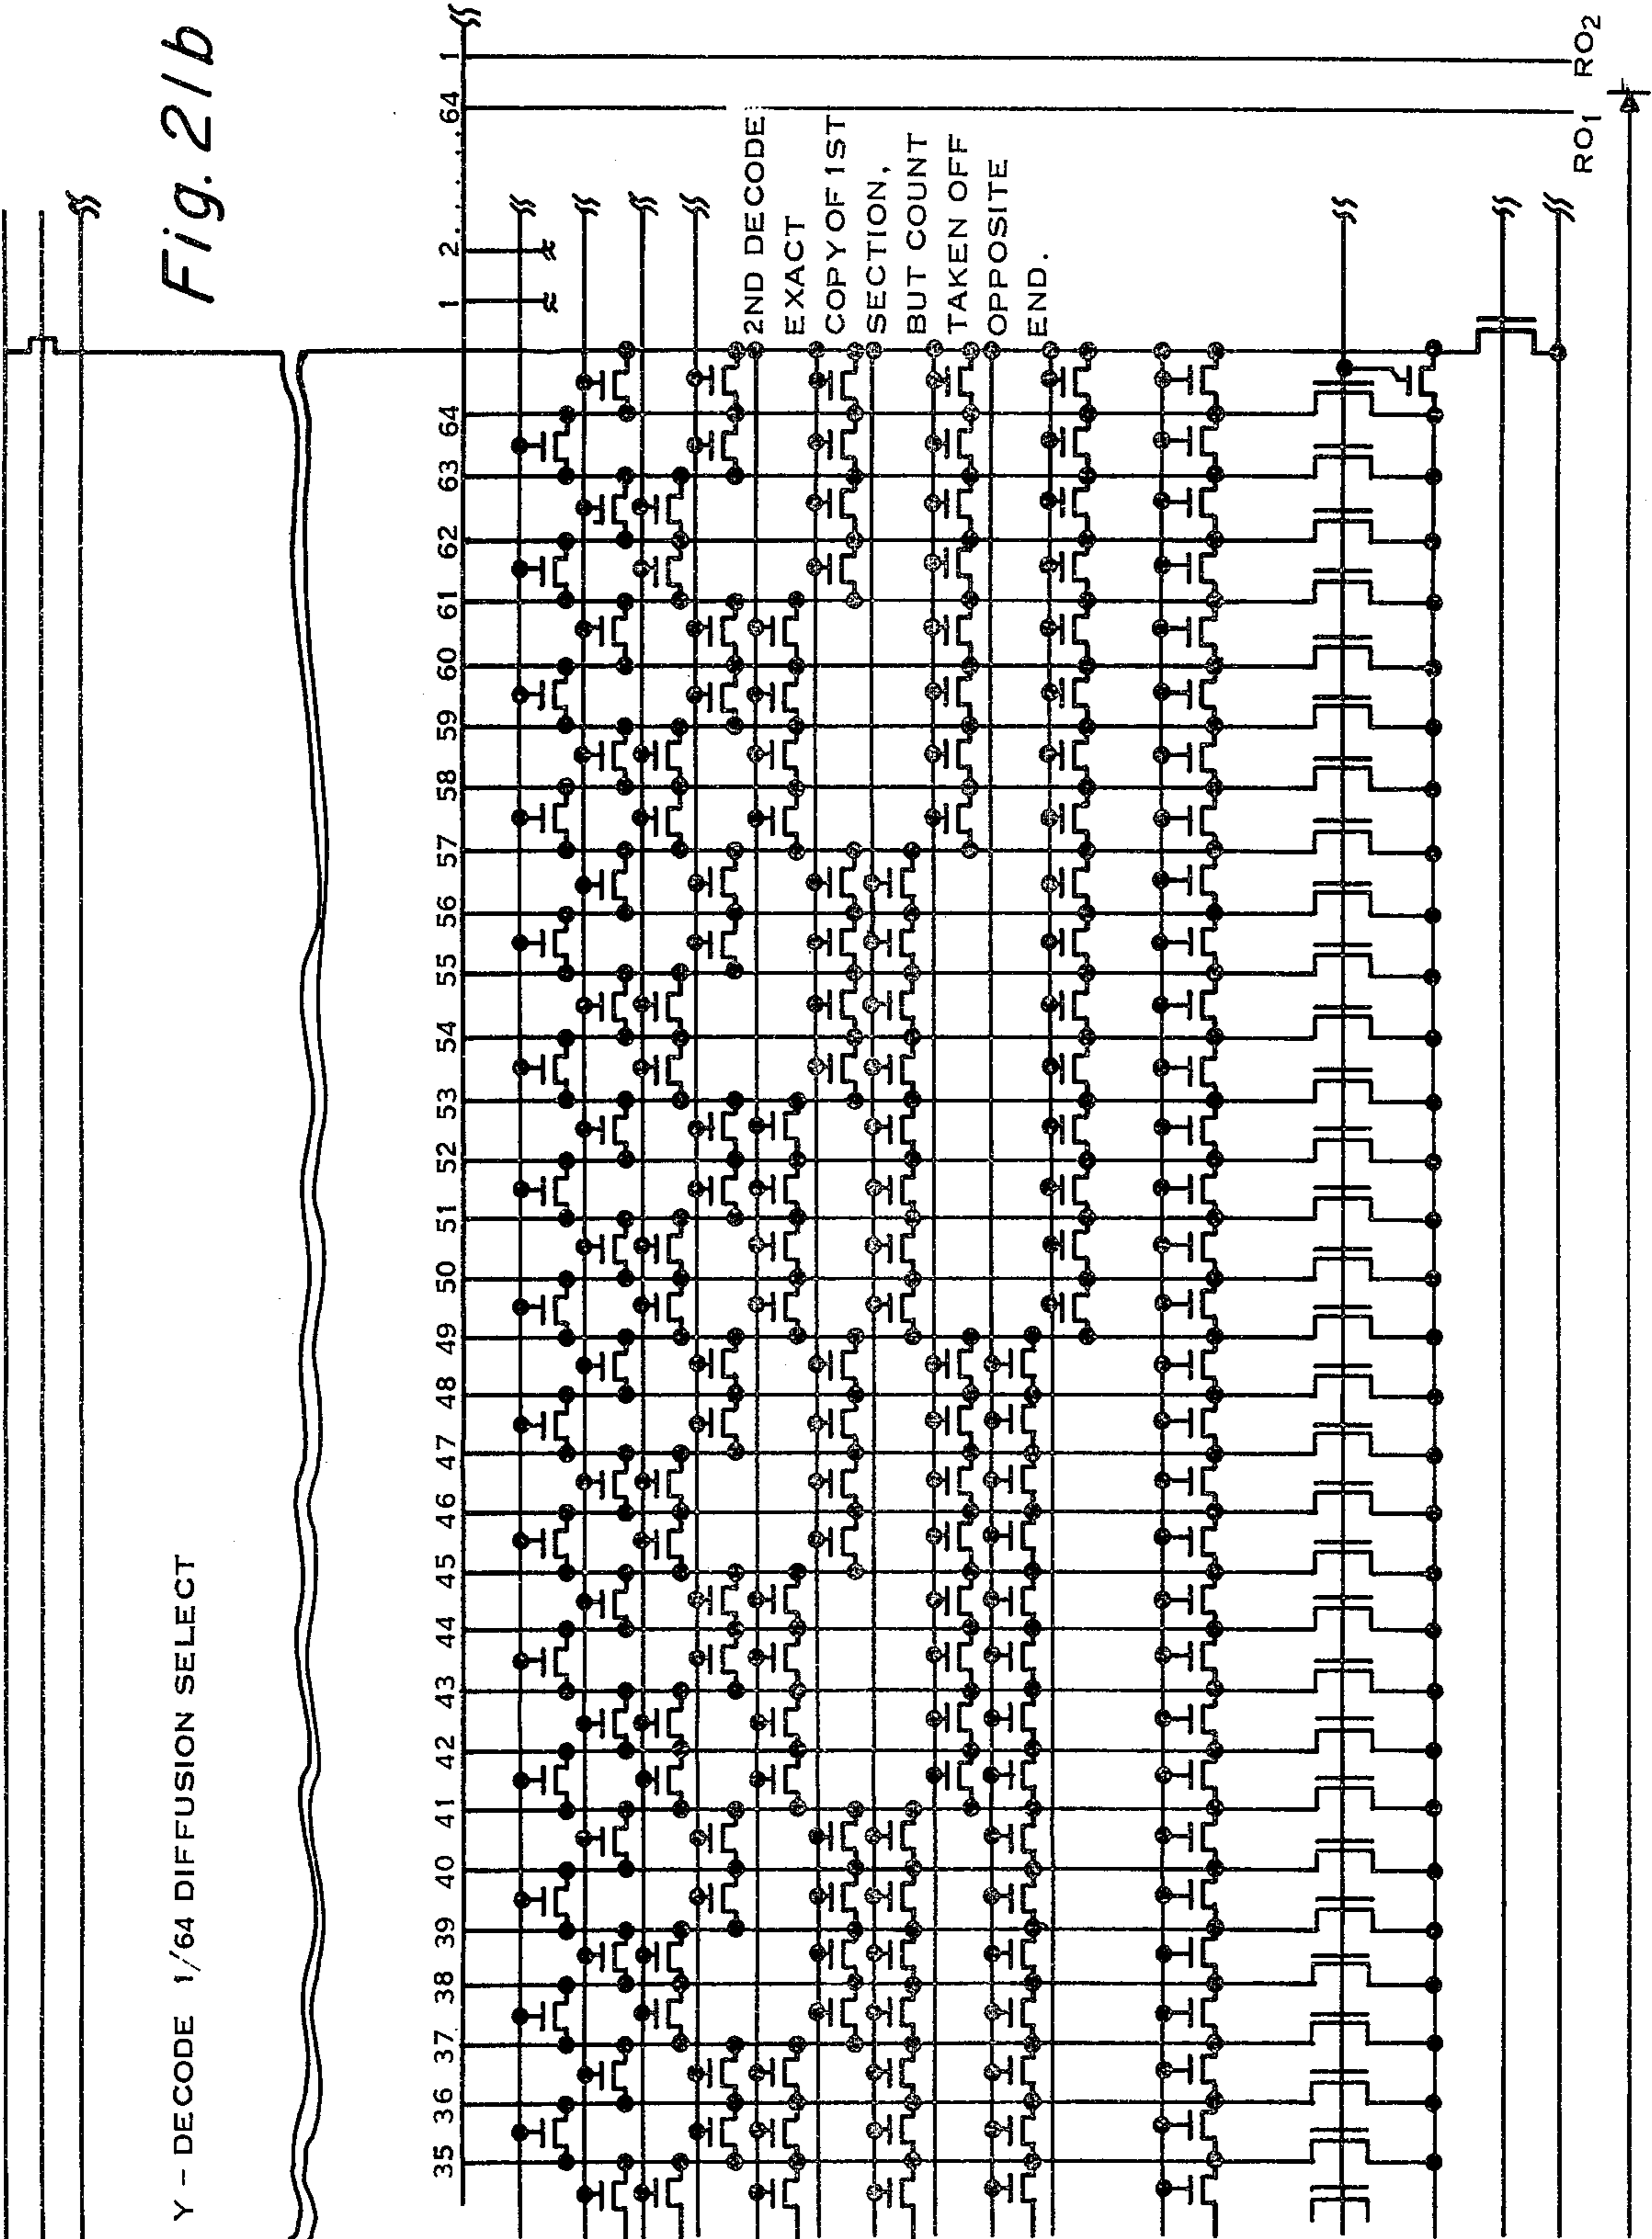 Fig. 21b
Y - DECODE 1/64 DIFFUSION SELECT
35 36 37 38 39 40 41 42 43 44 45 46 47 48 49 50 51 52 53 54 55 56 57 58 59 60 61 62 63 64 1 2 . . . . 64 1
2ND DECODE
EXACT
COPY OF 1ST
SECTION,
BUT COUNT
TAKEN OFF
OPPOSITE
END.
RO1 RO2